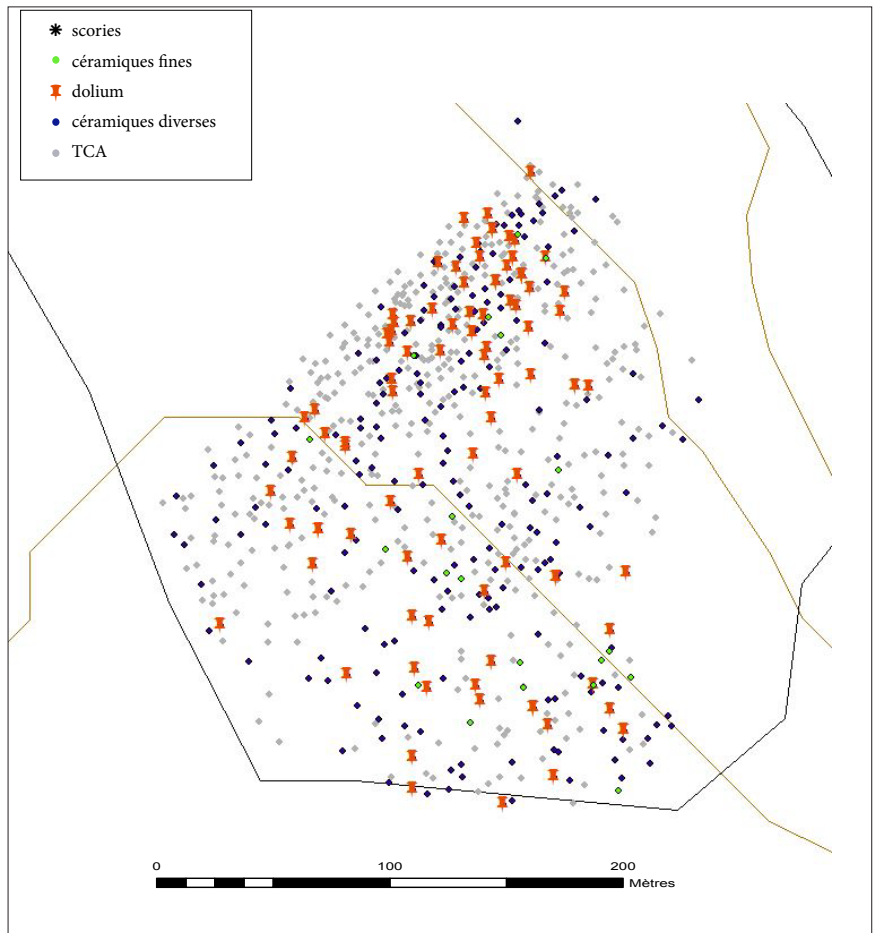 scories
céramiques fines
dolium
céramiques diverses
TCA
0 100 200
Mètres